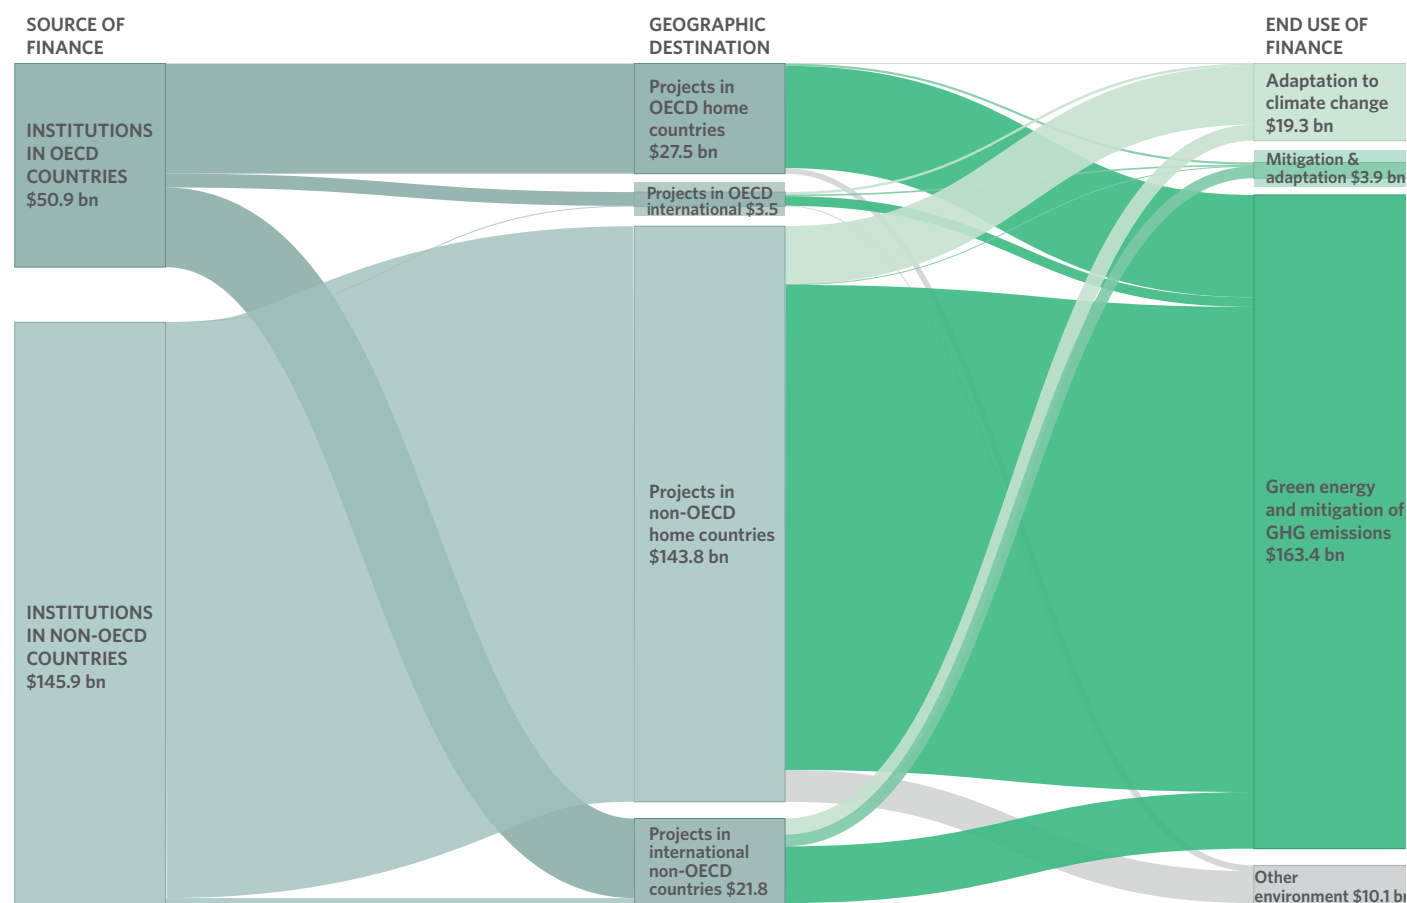 SOURCE OF
FINANCE
GEOGRAPHIC
DESTINATION
END USE OF
FINANCE
INSTITUTIONS
IN OECD
COUNTRIES
$50.9 bn
INSTITUTIONS
IN NON-OECD
COUNTRIES
$145.9 bn
Projects in
OECD home
countries
$27.5 bn
Projects in OECD
international $3.5
Projects in
non-OECD
home countries
$143.8 bn
Projects in
international
non-OECD
countries $21.8
Adaptation to
climate change
$19.3 bn
Mitigation &
adaptation $3.9 bn
Green energy
and mitigation of
GHG emissions
$163.4 bn
Other
environment $10.1 bn